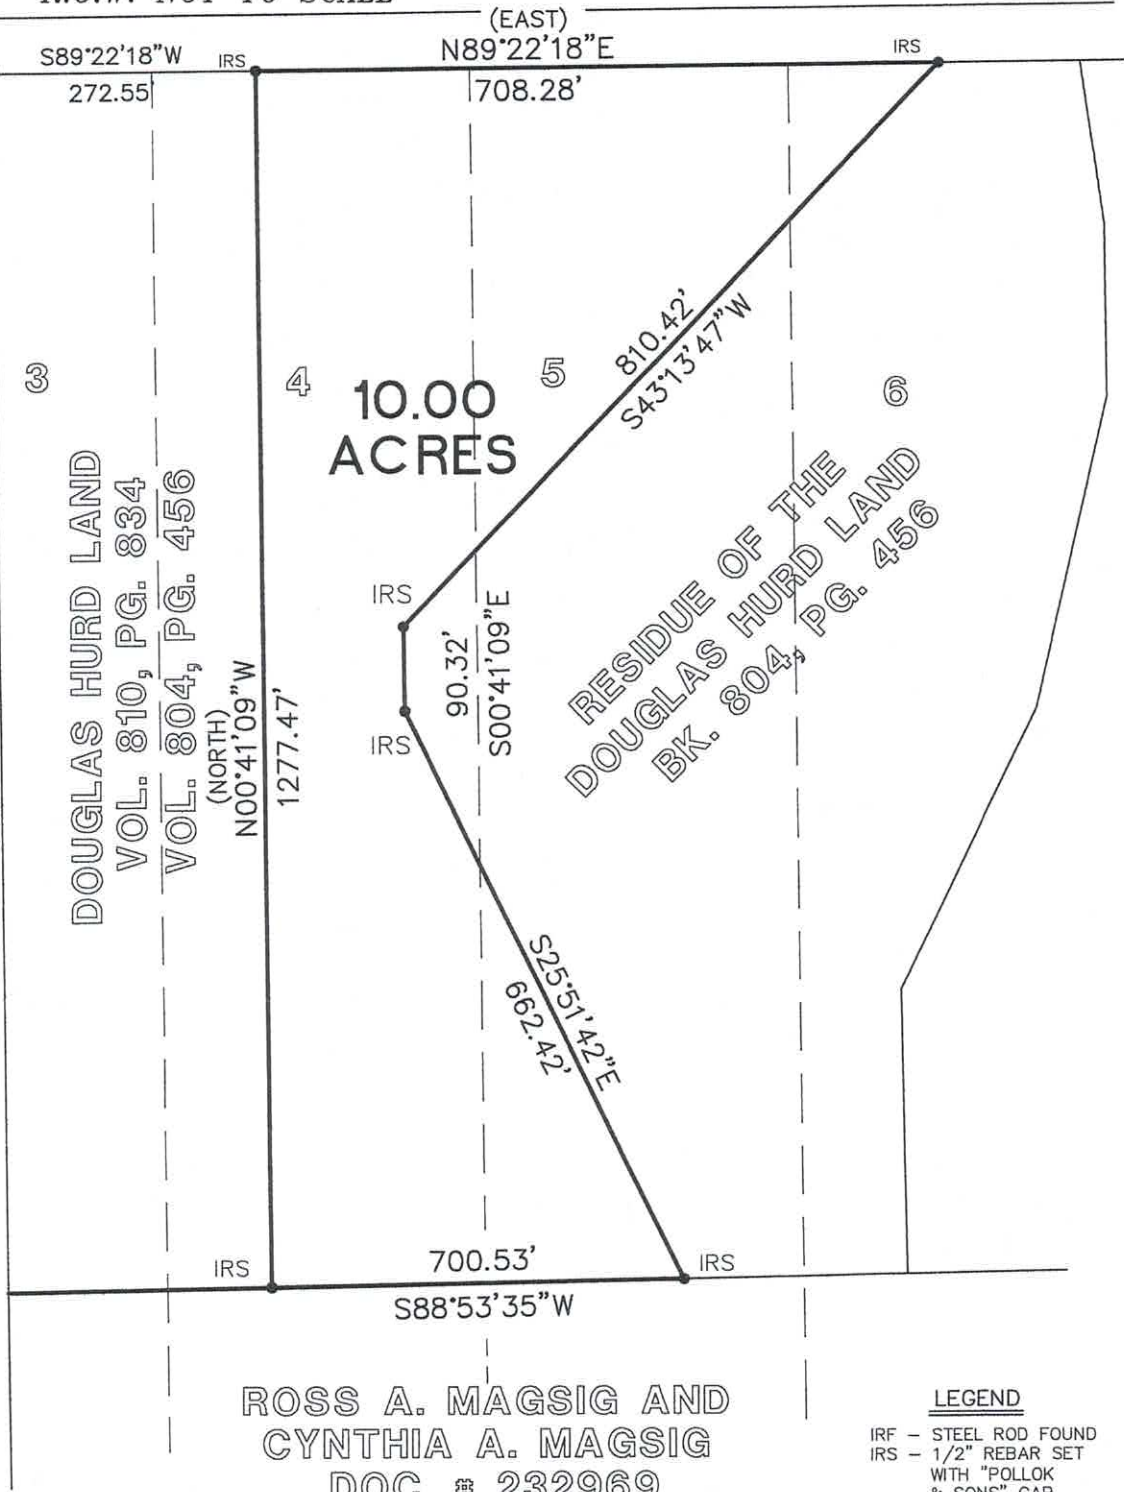 (EAST)
S89°22'18"W
IRS
N89°22'18"E
IRS
272.55'
708.28'
3
4
5
6
10.00
ACRES
810.42'
S43°13'47"W
DOUGLAS HURD LAND
VOL. 810, PG. 834
VOL. 804, PG. 456
(NORTH)
N00°41'09"W
1277.47'
IRS
90.32'
S00°41'09"E
IRS
RESIDUE OF THE
DOUGLAS HURD LAND
BK. 804, PG. 456
S25°51'42"E
662.42'
IRS
700.53'
IRS
S88°53'35"W
ROSS A. MAGSIG AND
CYNTHIA A. MAGSIG
DOC # 232969
LEGEND
IRF – STEEL ROD FOUND
IRS – 1/2" REBAR SET
WITH "POLLOK
& SONS" CAP